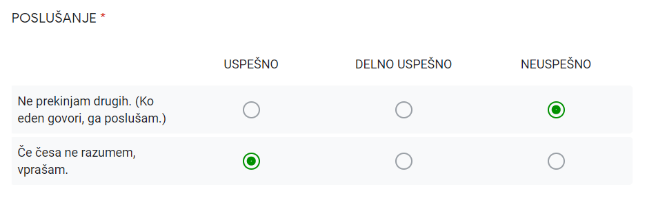 POSLUŠANJE *
USPEŠNO DELNO USPEŠNO NEUSPEŠNO
Ne prekinjam drugih. (Ko
eden govori, ga poslušam.)
Če česa ne razumem,
vprašam.